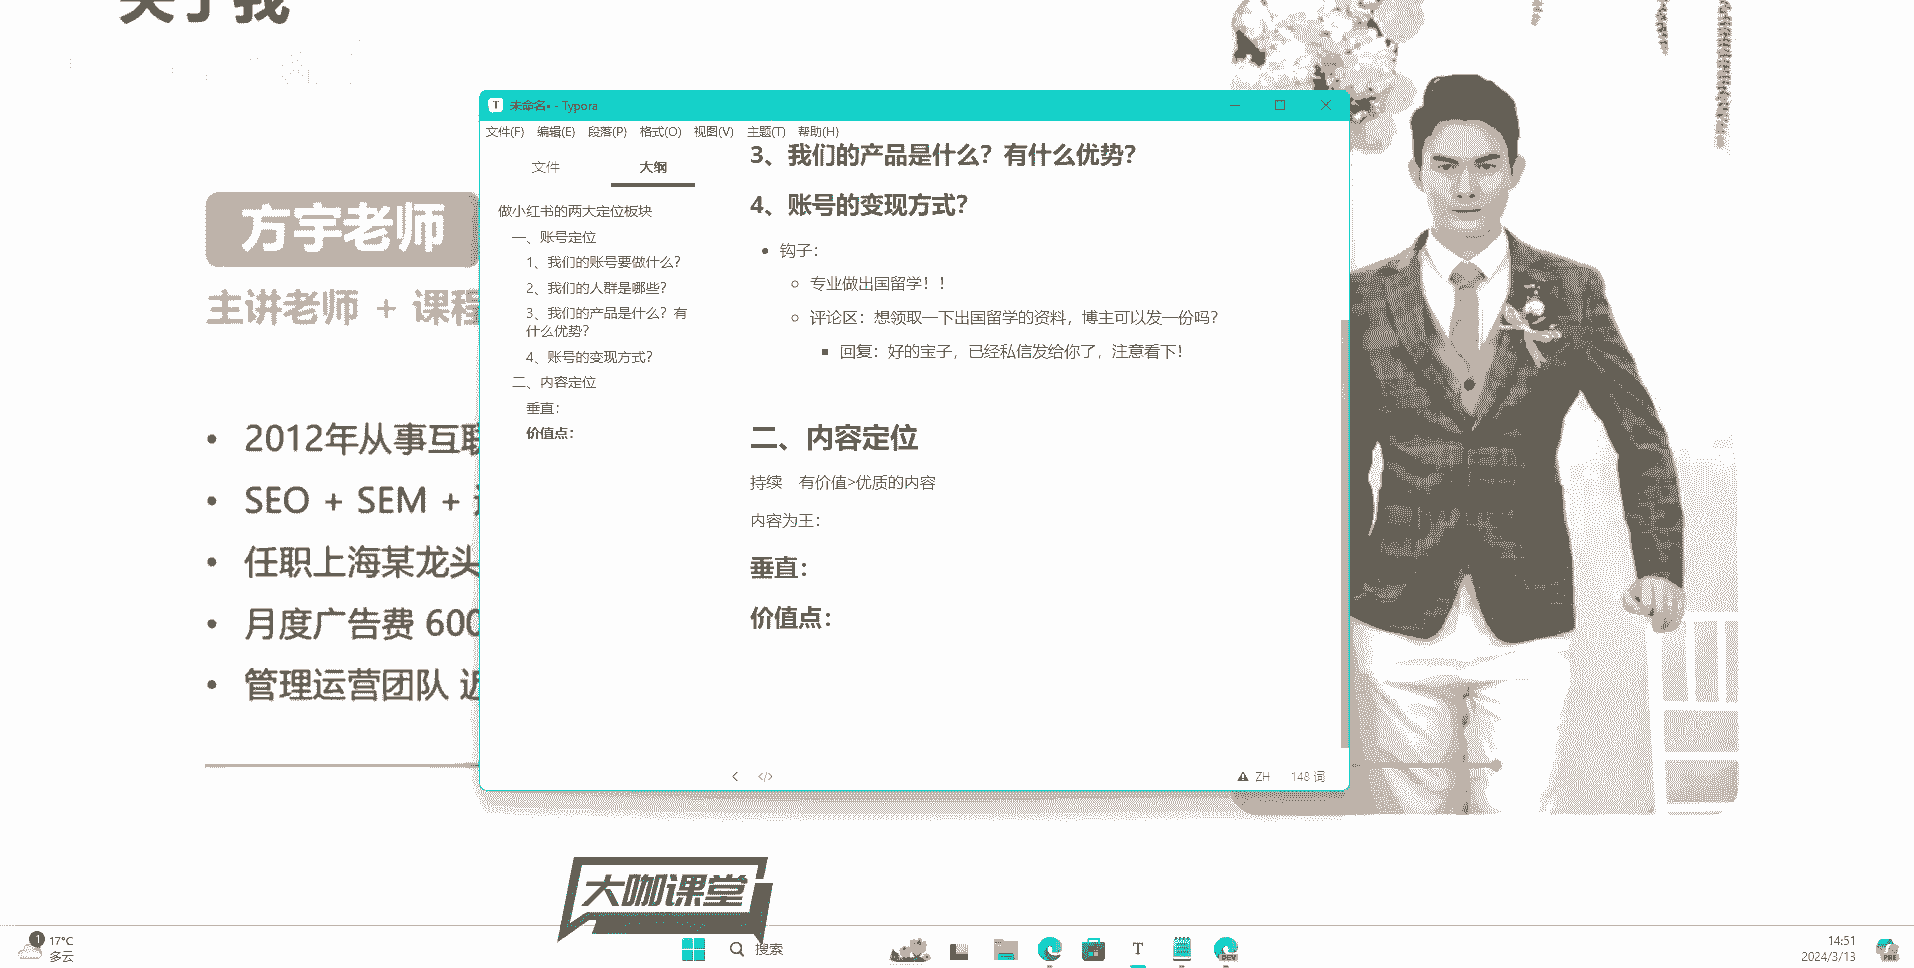 关于我
方宇老师
主讲老师 + 课程
2012年从事互联
SEO + SEM +
任职上海某龙头
月度广告费 600
管理运营团队 近
未命名• - Typora
文件(F) 编辑(E) 段落(P) 格式(O) 视图(V) 主题(T) 帮助(H)
文件 大纲
做小红书的两大定位板块
一、账号定位
1、我们的账号要做什么？
2、我们的人群是哪些？
3、我们的产品是什么？有
什么优势？
4、账号的变现方式？
二、内容定位
垂直：
价值点：
3、我们的产品是什么？有什么优势？
4、账号的变现方式？
钩子：
专业做出国留学！！
评论区：想领取一下出国留学的资料，博主可以发一份吗？
回复：好的宝子，已经私信发给你了，注意看下！
二、内容定位
持续 有价值>优质的内容
内容为王：
垂直：
价值点：
ZH 148 词
大咖课堂
1
17°C
多云
搜索
T
DEV
14:51
2024/3/13
PRE